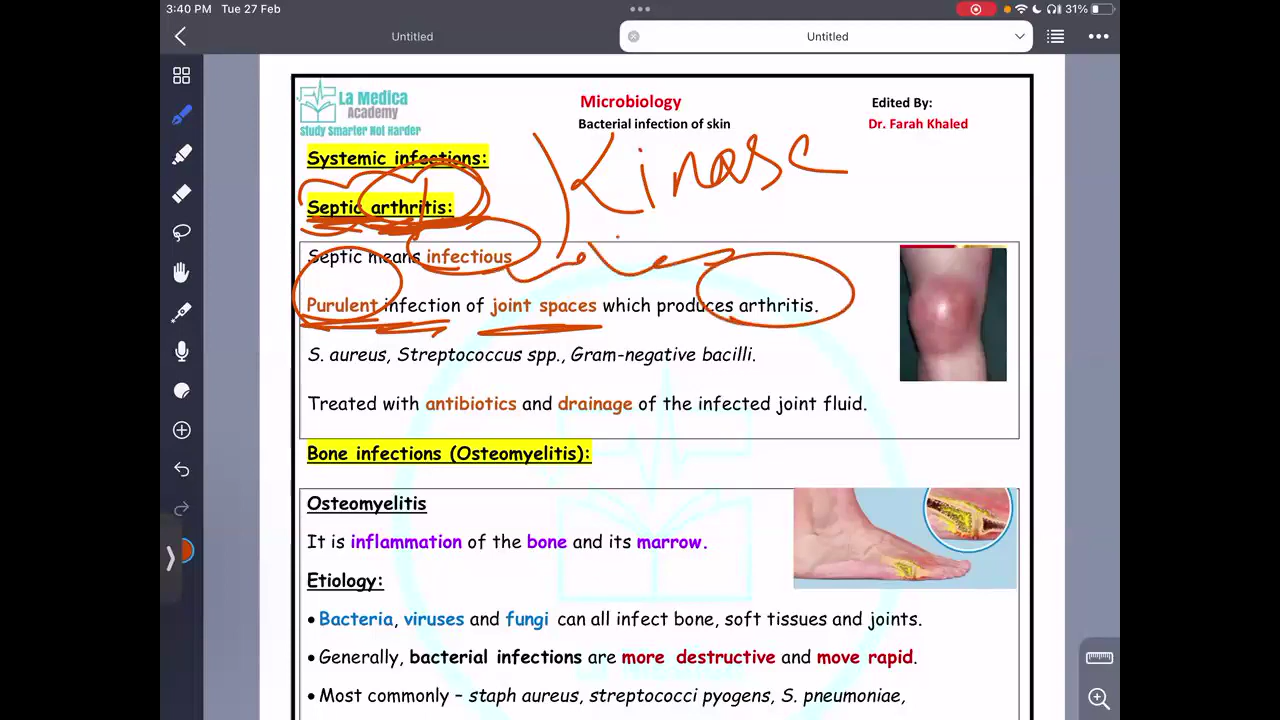 3:40 PM Tue 27 Feb
31%
Untitled
Untitled
La Medica
Academy
Study Smarter Not Harder
Microbiology
Bacterial infection of skin
Edited By:
Dr. Farah Khaled
Kinase
Systemic infections:
Septic arthritis:
Septic means infectious
Purulent infection of joint spaces which produces arthritis.
S. aureus, Streptococcus spp., Gram-negative bacilli.
Treated with antibiotics and drainage of the infected joint fluid.
Bone infections (Osteomyelitis):
Osteomyelitis
It is inflammation of the bone and its marrow.
Etiology:
• Bacteria, viruses and fungi can all infect bone, soft tissues and joints.
• Generally, bacterial infections are more destructive and move rapid.
• Most commonly – staph aureus, streptococci pyogens, S. pneumoniae,